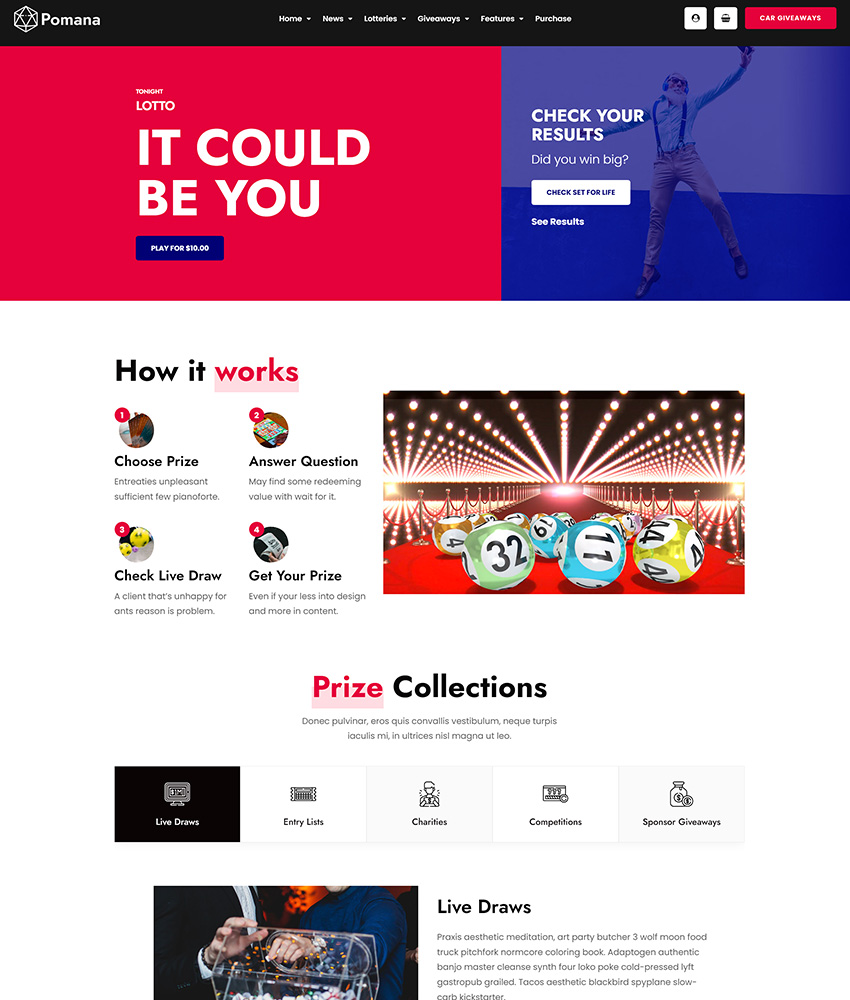 Pomana
Home News Lotteries Giveaways Features Purchase
CAR GIVEAWAYS
TONIGHT
LOTTO
IT COULD
BE YOU
PLAY FOR $10.00
CHECK YOUR
RESULTS
Did you win big?
CHECK SET FOR LIFE
See Results
How it works
1
Choose Prize
Entreaties unpleasant
sufficient few pianoforte.
2
Answer Question
May find some redeeming
value with wait for it.
3
Check Live Draw
A client that's unhappy for
ants reason is problem.
4
Get Your Prize
Even if your less into design
and more in content.
4 32 61 20 11 4
Prize Collections
Donec pulvinar, eros quis convallis vestibulum, neque turpis
iaculis mi, in ultrices nisl magna ut leo.
Live Draws
Entry Lists
Charities
Competitions
Sponsor Giveaways
Live Draws
Praxis aesthetic meditation, art party butcher 3 wolf moon food
truck pitchfork normcore coloring book. Adaptogen authentic
banjo master cleanse synth four loko poke cold-pressed lyft
gastropub grailed. Tacos aesthetic blackbird spyplane slow-
carb kickstarter.